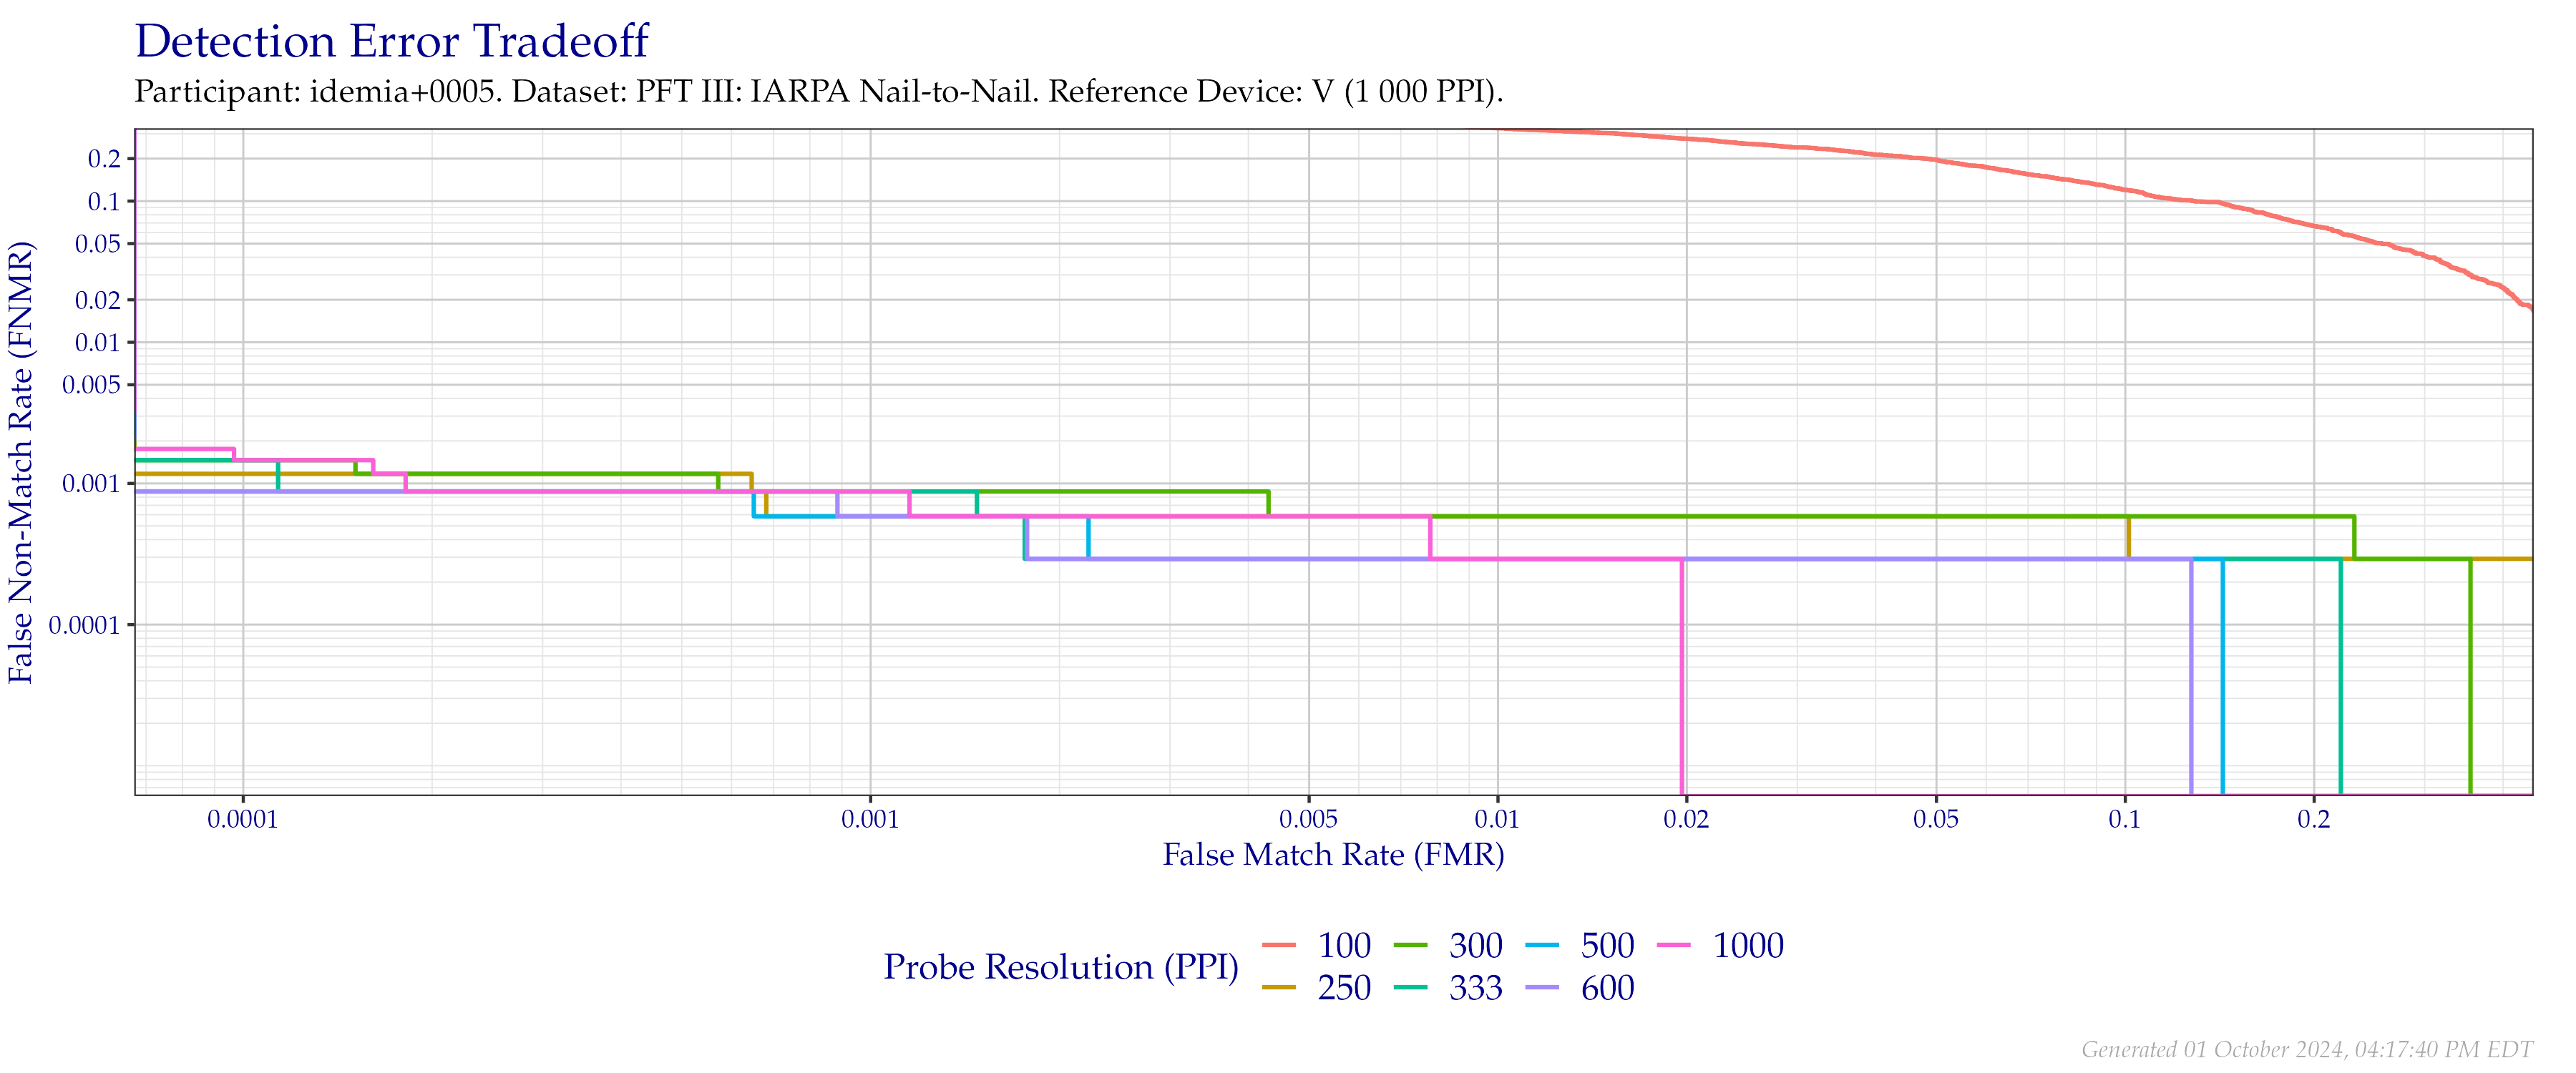 Detection Error Tradeoff
Participant: idemia+0005. Dataset: PFT III: IARPA Nail-to-Nail. Reference Device: V (1 000 PPI).
False Non-Match Rate (FNMR)
0.2
0.1
0.05
0.02
0.01
0.005
0.001
0.0001
0.0001 0.001 0.005 0.01 0.02 0.05 0.1 0.2
False Match Rate (FMR)
Probe Resolution (PPI)
100 300 500 1000
250 333 600
Generated 01 October 2024, 04:17:40 PM EDT